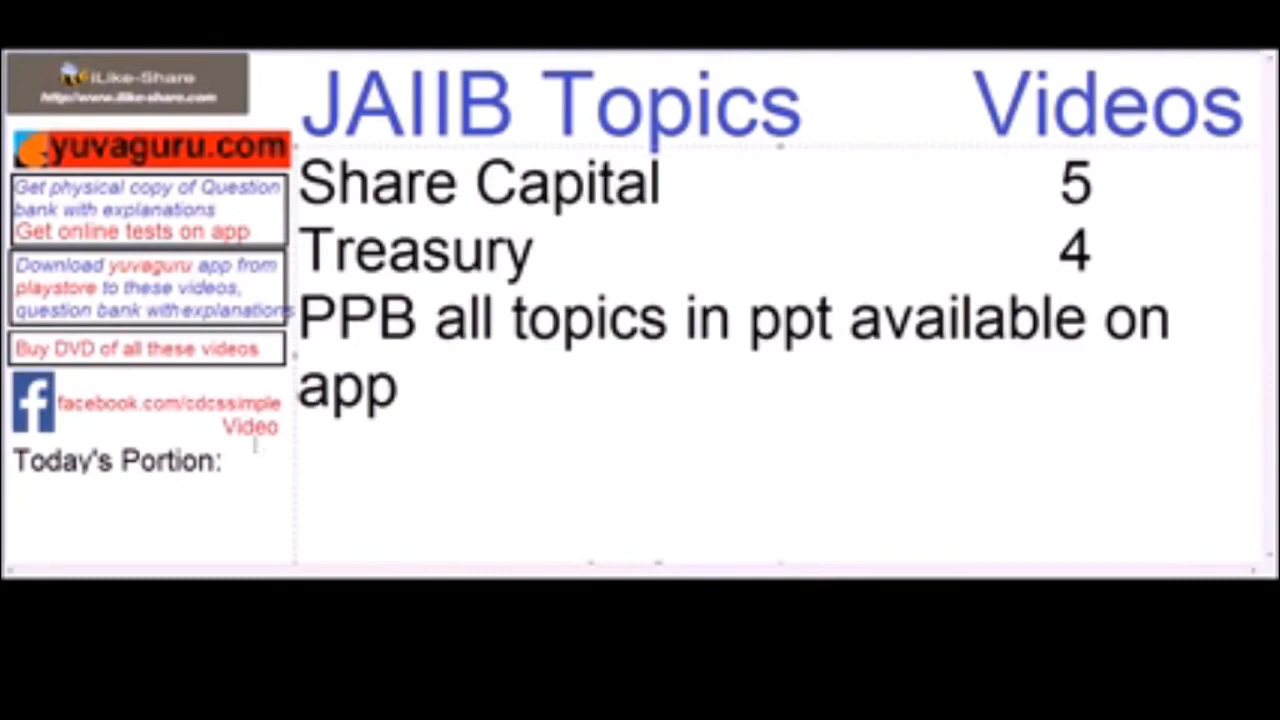 iLike-Share
http://www.ilike-share.com
yuvaguru.com
Get physical copy of Question
bank with explanations
Get online tests on app
Download yuvaguru app from
playstore to these videos,
question bank with explanations
Buy DVD of all these videos
facebook.com/cdcssimple
Video
Today's Portion:
JAIIB Topics Videos
Share Capital 5
Treasury 4
PPB all topics in ppt available on
app